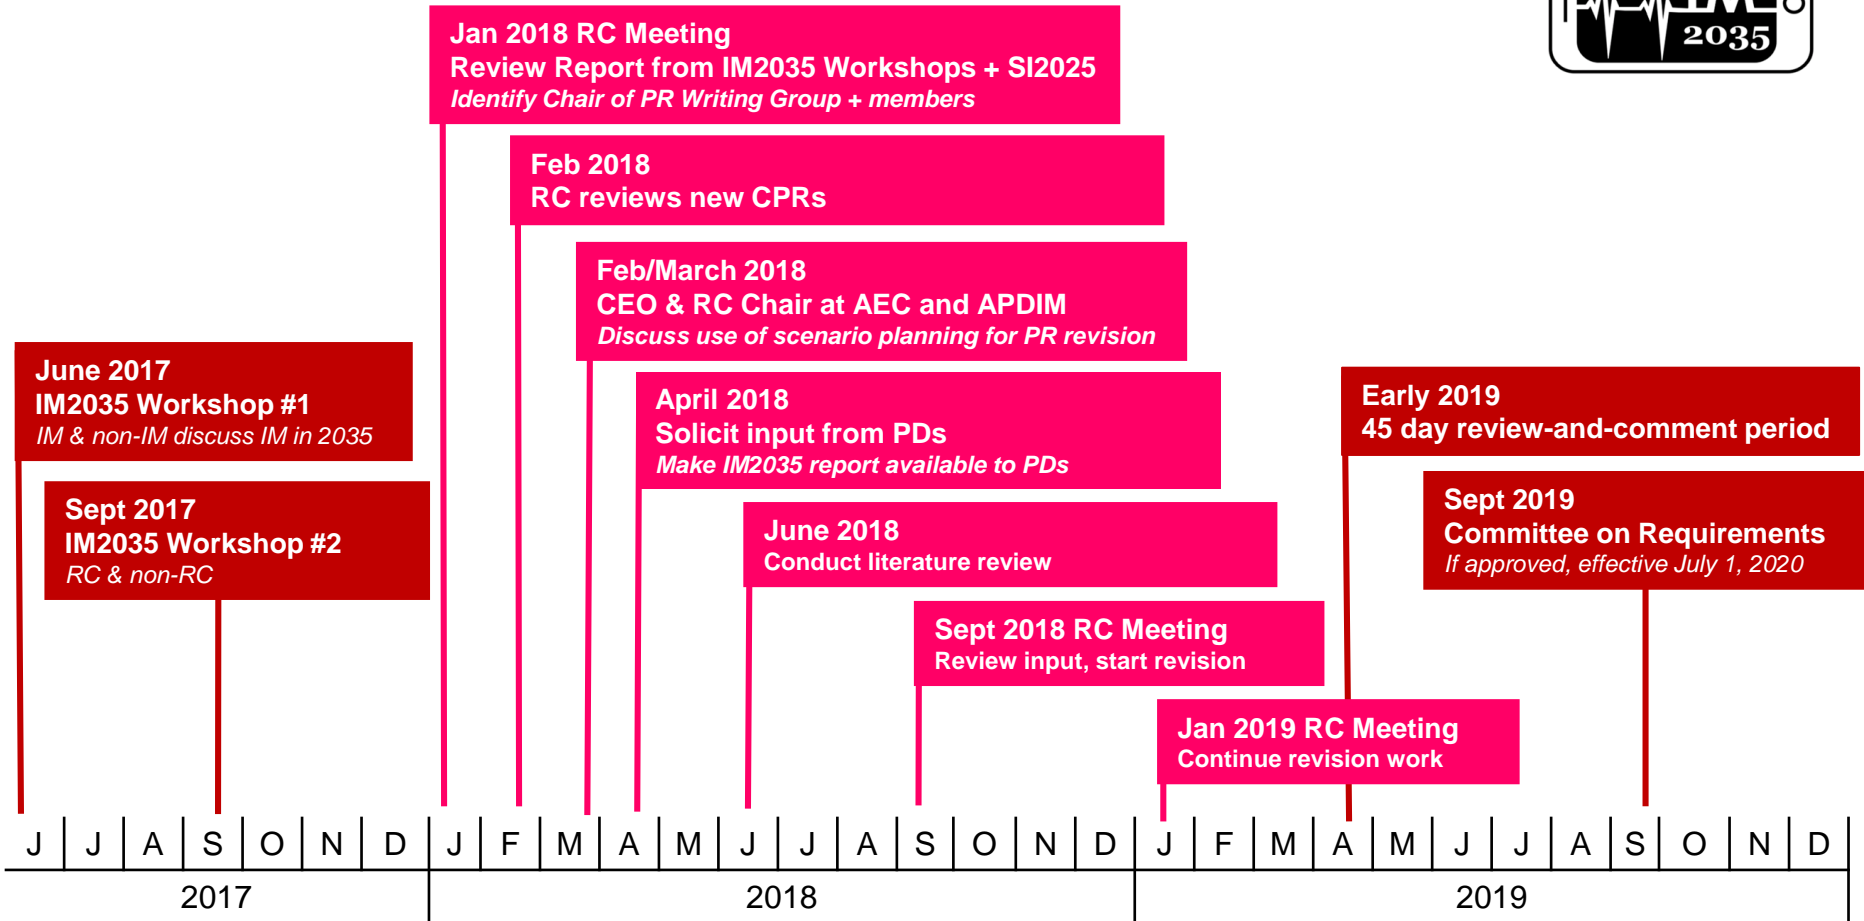 IM
2035
Jan 2018 RC Meeting
Review Report from IM2035 Workshops + SI2025
Identify Chair of PR Writing Group + members
Feb 2018
RC reviews new CPRs
Feb/March 2018
CEO & RC Chair at AEC and APDIM
Discuss use of scenario planning for PR revision
June 2017
IM2035 Workshop #1
IM & non-IM discuss IM in 2035
April 2018
Solicit input from PDs
Make IM2035 report available to PDs
Early 2019
45 day review-and-comment period
Sept 2017
IM2035 Workshop #2
RC & non-RC
June 2018
Conduct literature review
Sept 2019
Committee on Requirements
If approved, effective July 1, 2020
Sept 2018 RC Meeting
Review input, start revision
Jan 2019 RC Meeting
Continue revision work
J J A S O N D J F M A M J J A S O N D J F M A M J J A S O N D
2017 2018 2019